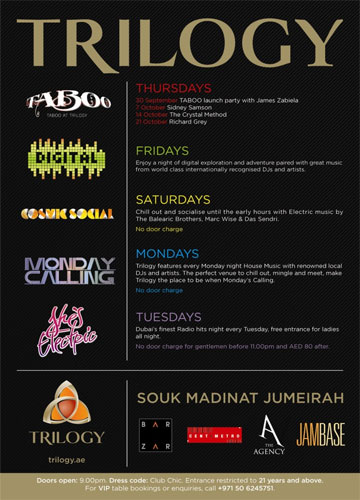 TRILOGY
TABOO
TABOO AT TRILOGY
THURSDAYS
30 September TABOO launch party with James Zabiela
7 October Sidney Samson
14 October The Crystal Method
21 October Richard Grey
DIGITAL
FRIDAYS
Enjoy a night of digital exploration and adventure paired with great music
from world class internationally recognised DJs and artists.
COSMIC SOCIAL
SATURDAYS
Chill out and socialise until the early hours with Electric music by
The Balearic Brothers, Marc Wise & Das Sendri.
No door charge
MONDAY
CALLING
MONDAYS
Trilogy features every Monday night House Music with renowned local
DJs and artists. The perfect venue to chill out, mingle and meet, make
Trilogy the place to be when Monday's Calling.
No door charge
She's
Electric
TUESDAYS
Dubai's finest Radio hits night every Tuesday, free entrance for ladies
all night.
No door charge for gentlemen before 11.00pm and AED 80 after.
TRILOGY
trilogy.ae
SOUK MADINAT JUMEIRAH
BAR
ZAR
CENT METRO
THE
AGENCY
JAMBASE
Doors open: 9.00pm. Dress code: Club Chic. Entrance restricted to 21 years and above.
For VIP table bookings or enquiries, call +971 50 6245751.